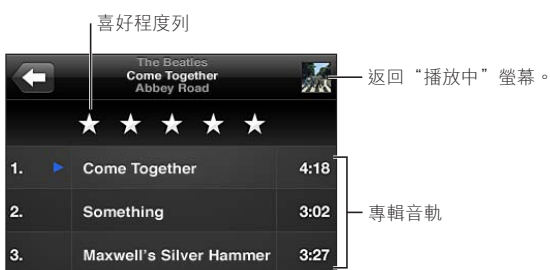 喜好程度列
The Beatles
Come Together
Abbey Road
返回“播放中”螢幕。
1. Come Together 4:18
2. Something 3:02
3. Maxwell's Silver Hammer 3:27
專輯音軌